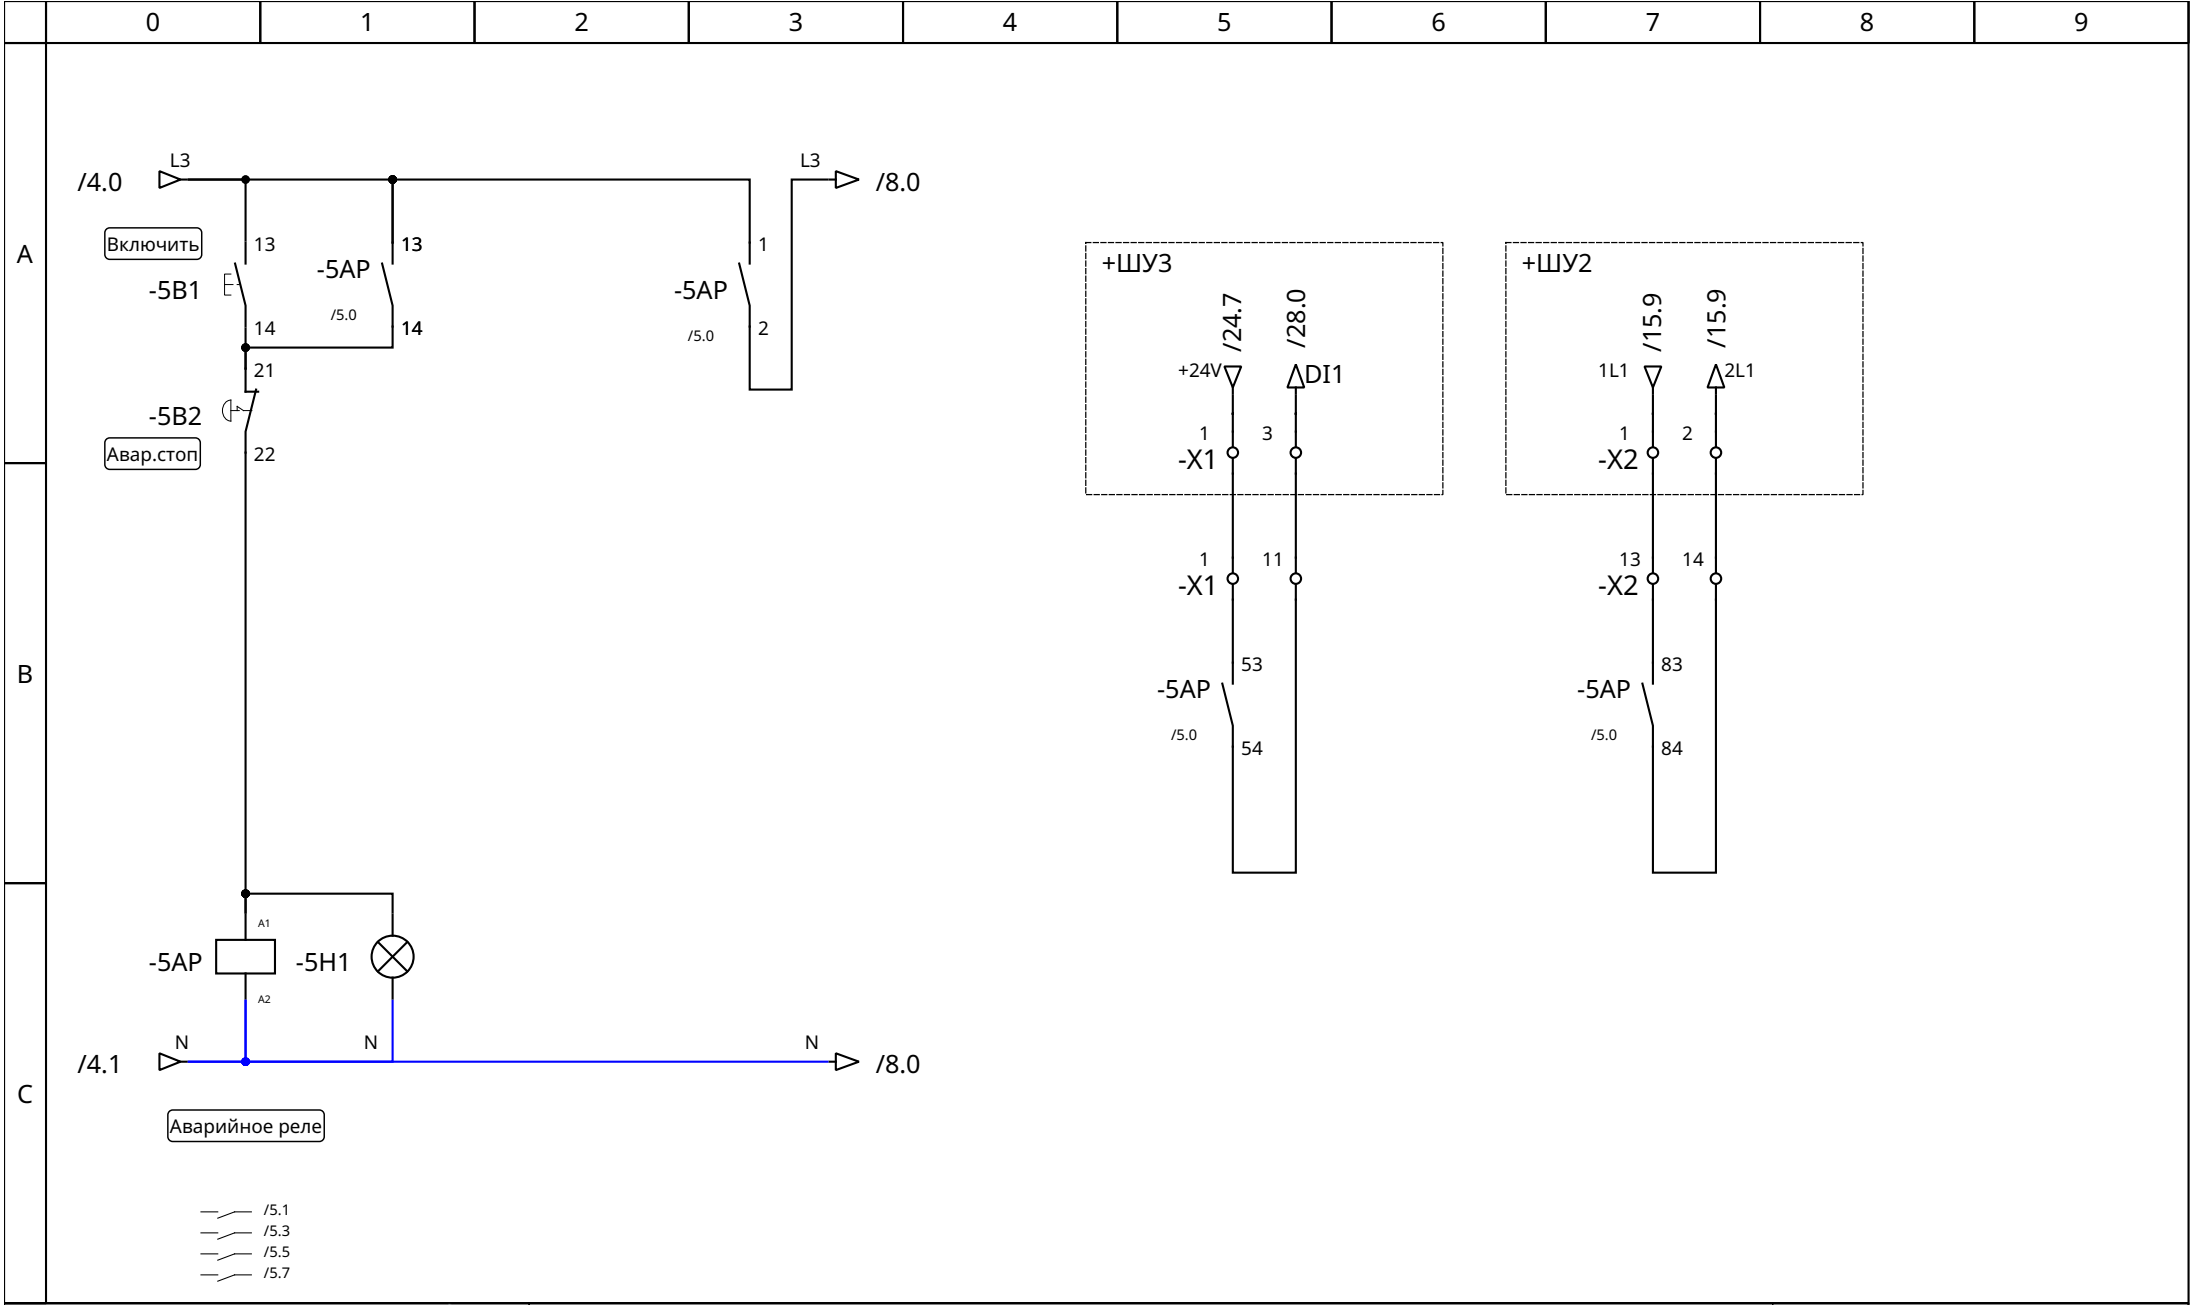 0 1 2 3 4 5 6 7 8 9
A
B
C
L3
/4.0
L3
/8.0
Включить
-5B1
13
14
-5AP
/5.0
13
14
-5AP
/5.0
1
2
21
-5B2
Авар.стоп
22
+ШУ3
/24.7
/28.0
+24V
DI1
1
3
-X1
1
11
-X1
53
-5AP
/5.0
54
+ШУ2
/15.9
/15.9
1L1
2L1
1
2
-X2
13
14
-X2
83
-5AP
/5.0
84
A1
-5AP
A2
-5H1
N
/4.1
N
N
/8.0
Аварийное реле
/5.1
/5.3
/5.5
/5.7